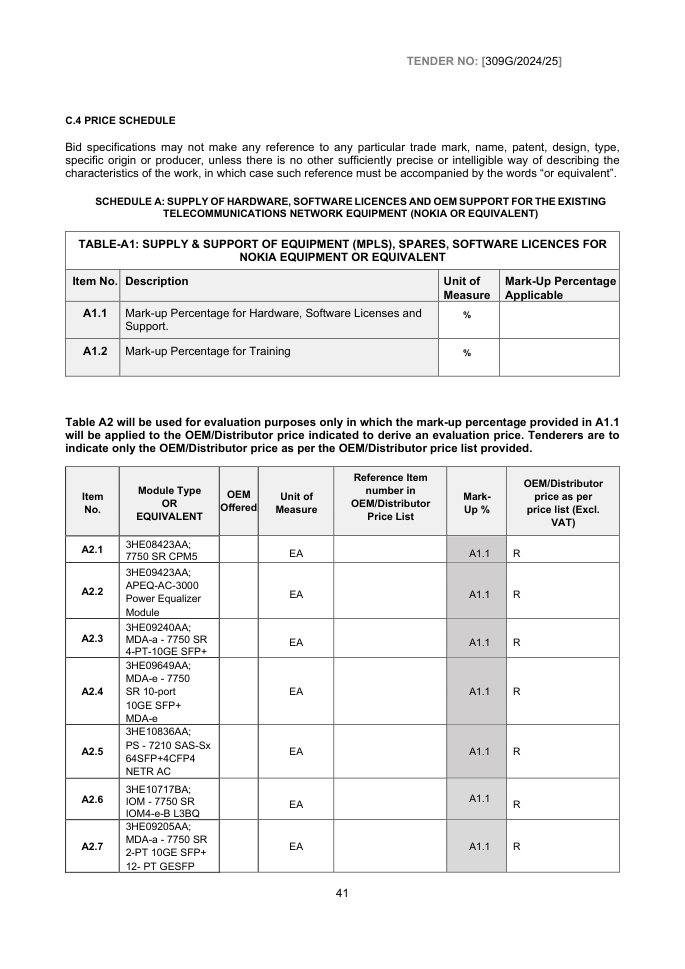 TENDER NO: [309G/2024/25]
C.4 PRICE SCHEDULE
Bid specifications may not make any reference to any particular trade mark, name, patent, design, type,
specific origin or producer, unless there is no other sufficiently precise or intelligible way of describing the
characteristics of the work, in which case such reference must be accompanied by the words “or equivalent”.
SCHEDULE A: SUPPLY OF HARDWARE, SOFTWARE LICENCES AND OEM SUPPORT FOR THE EXISTING
TELECOMMUNICATIONS NETWORK EQUIPMENT (NOKIA OR EQUIVALENT)
TABLE-A1: SUPPLY & SUPPORT OF EQUIPMENT (MPLS), SPARES, SOFTWARE LICENCES FOR
NOKIA EQUIPMENT OR EQUIVALENT
Item No. Description Unit of Measure Mark-Up Percentage Applicable
A1.1 Mark-up Percentage for Hardware, Software Licenses and
Support. %
A1.2 Mark-up Percentage for Training %
Table A2 will be used for evaluation purposes only in which the mark-up percentage provided in A1.1
will be applied to the OEM/Distributor price indicated to derive an evaluation price. Tenderers are to
indicate only the OEM/Distributor price as per the OEM/Distributor price list provided.
Item
No.
Module Type
OR
EQUIVALENT
OEM
Offered
Unit of
Measure
Reference Item
number in
OEM/Distributor
Price List
Mark-
Up %
OEM/Distributor
price as per
price list (Excl.
VAT)
A2.1
3HE08423AA;
7750 SR CPM5
EA
A1.1
R
A2.2
3HE09423AA;
APEQ-AC-3000
Power Equalizer
Module
EA
A1.1
R
A2.3
3HE09240AA;
MDA-a - 7750 SR
4-PT-10GE SFP+
EA
A1.1
R
A2.4
3HE09649AA;
MDA-e - 7750
SR 10-port
10GE SFP+
MDA-e
EA
A1.1
R
A2.5
3HE10836AA;
PS - 7210 SAS-Sx
64SFP+4CFP4
NETR AC
EA
A1.1
R
A2.6
3HE10717BA;
IOM - 7750 SR
IOM4-e-B L3BQ
EA
A1.1
R
A2.7
3HE09205AA;
MDA-a - 7750 SR
2-PT 10GE SFP+
12- PT GESFP
EA
A1.1
R
41